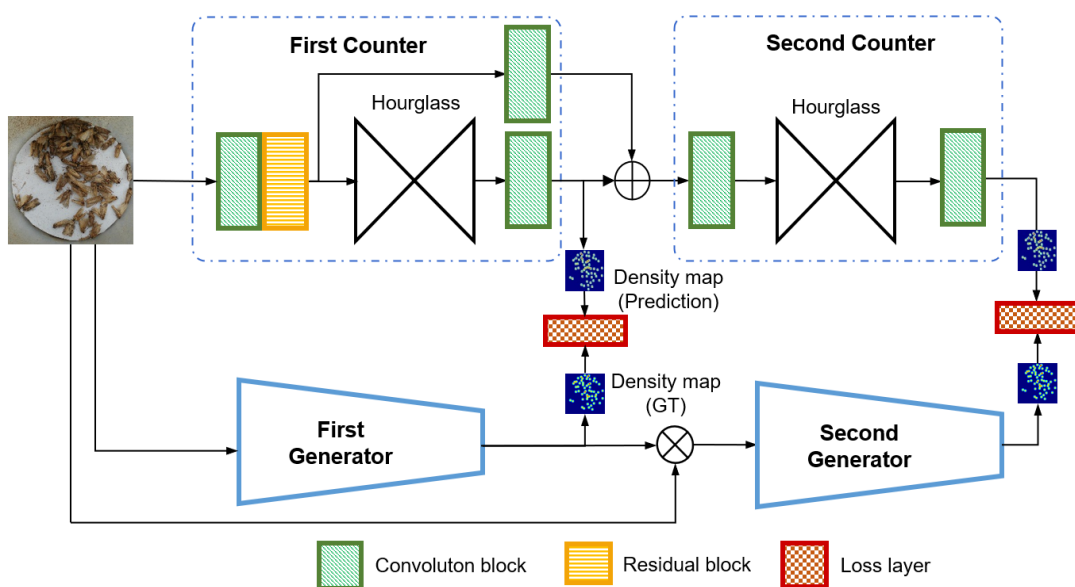 First Counter
Second Counter
Hourglass
Hourglass
Density map
(Prediction)
Density map
(GT)
First
Generator
Second
Generator
Convoluton block
Residual block
Loss layer